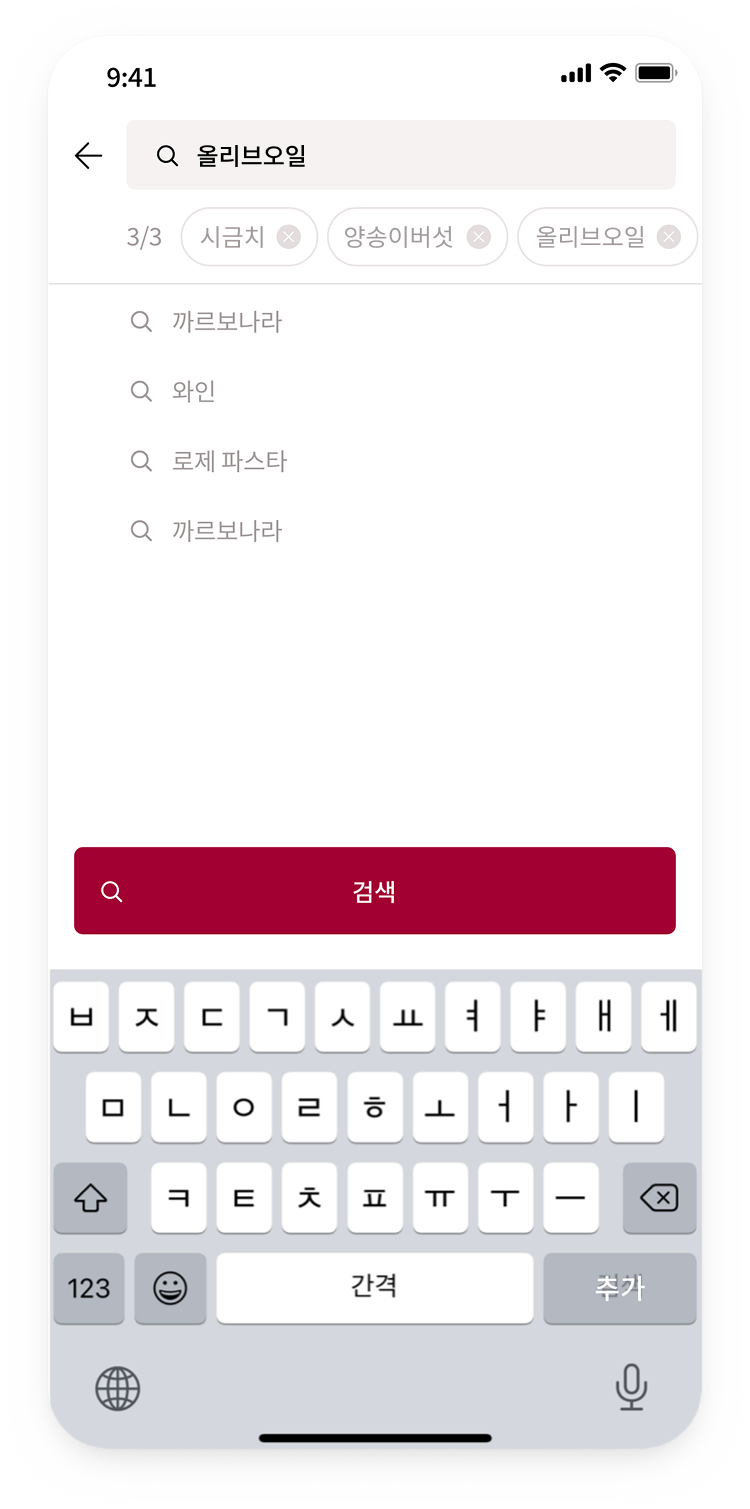 9:41
올리브오일
3/3 시금치 양송이버섯 올리브오일
까르보나라
와인
로제 파스타
까르보나라
검색
ㅂ ㅈ ㄷ ㄱ ㅅ ㅛ ㅕ ㅑ ㅐ ㅔ
ㅁ ㄴ ㅇ ㄹ ㅎ ㅗ ㅓ ㅏ ㅣ
ㅋ ㅌ ㅊ ㅍ ㅠ ㅜ ㅡ
123 간격 추가